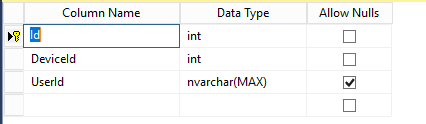 Column Name Data Type Allow Nulls
Id int
DeviceId int
UserId nvarchar(MAX)